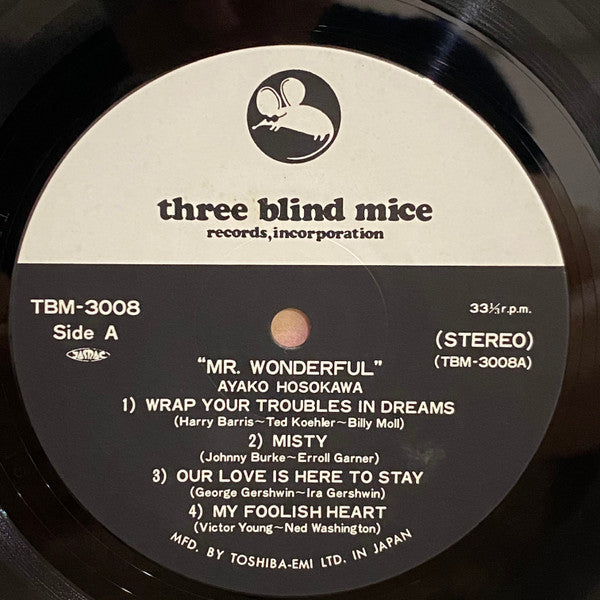 three blind mice
records, incorporation
TBM-3008
33⅓ r.p.m.
Side A
(STEREO)
JASRAC
(TBM-3008A)
“MR. WONDERFUL”
AYAKO HOSOKAWA
1) WRAP YOUR TROUBLES IN DREAMS
(Harry Barris~Ted Koehler~Billy Moll)
2) MISTY
(Johnny Burke~Erroll Garner)
3) OUR LOVE IS HERE TO STAY
(George Gershwin~Ira Gershwin)
4) MY FOOLISH HEART
(Victor Young~Ned Washington)
MFD. BY TOSHIBA-EMI LTD. IN JAPAN